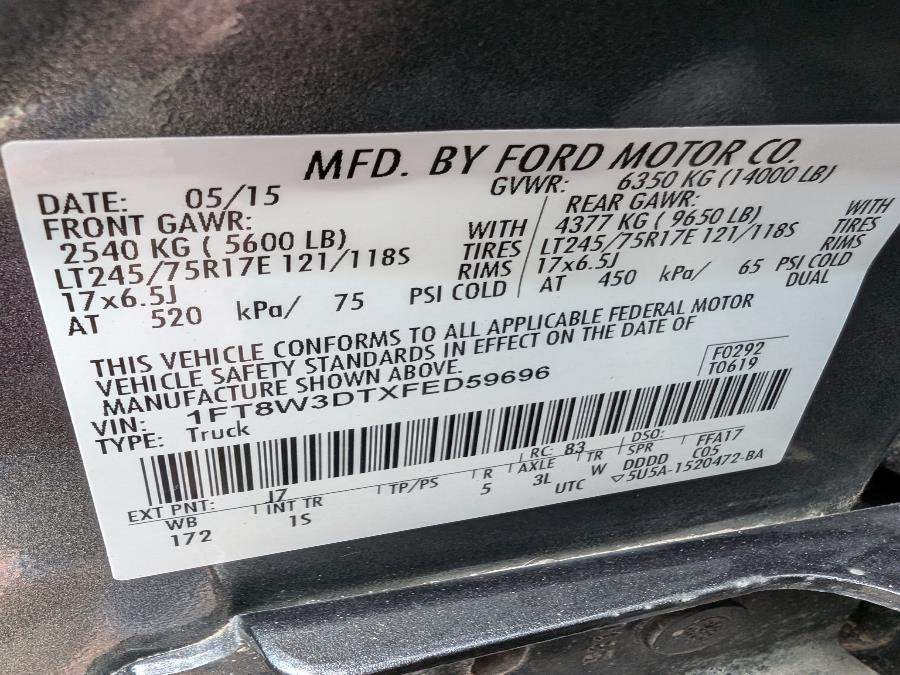 MFD. BY FORD MOTOR CO.
DATE: 05/15 GVWR: 6350 KG (14000 LB)
FRONT GAWR: REAR GAWR:
2540 KG ( 5600 LB) WITH 4377 KG ( 9650 LB) WITH
LT245/75R17E 121/118S TIRES LT245/75R17E 121/118S TIRES
17x6.5J RIMS 17x6.5J RIMS
AT 520 kPa/ 75 PSI COLD AT 450 kPa/ 65 PSI COLD
DUAL
THIS VEHICLE CONFORMS TO ALL APPLICABLE FEDERAL MOTOR
VEHICLE SAFETY STANDARDS IN EFFECT ON THE DATE OF
MANUFACTURE SHOWN ABOVE.
VIN: 1FT8W3DTXFED59696
TYPE: Truck
F0292
T0619
EXT PNT: J7 RC: 83 DSO: FFA17
WB INT TR TP/PS R AXLE TR SPR C05
172 1S 5 3L W DDDD
UTC ▽5U5A-1520472-BA